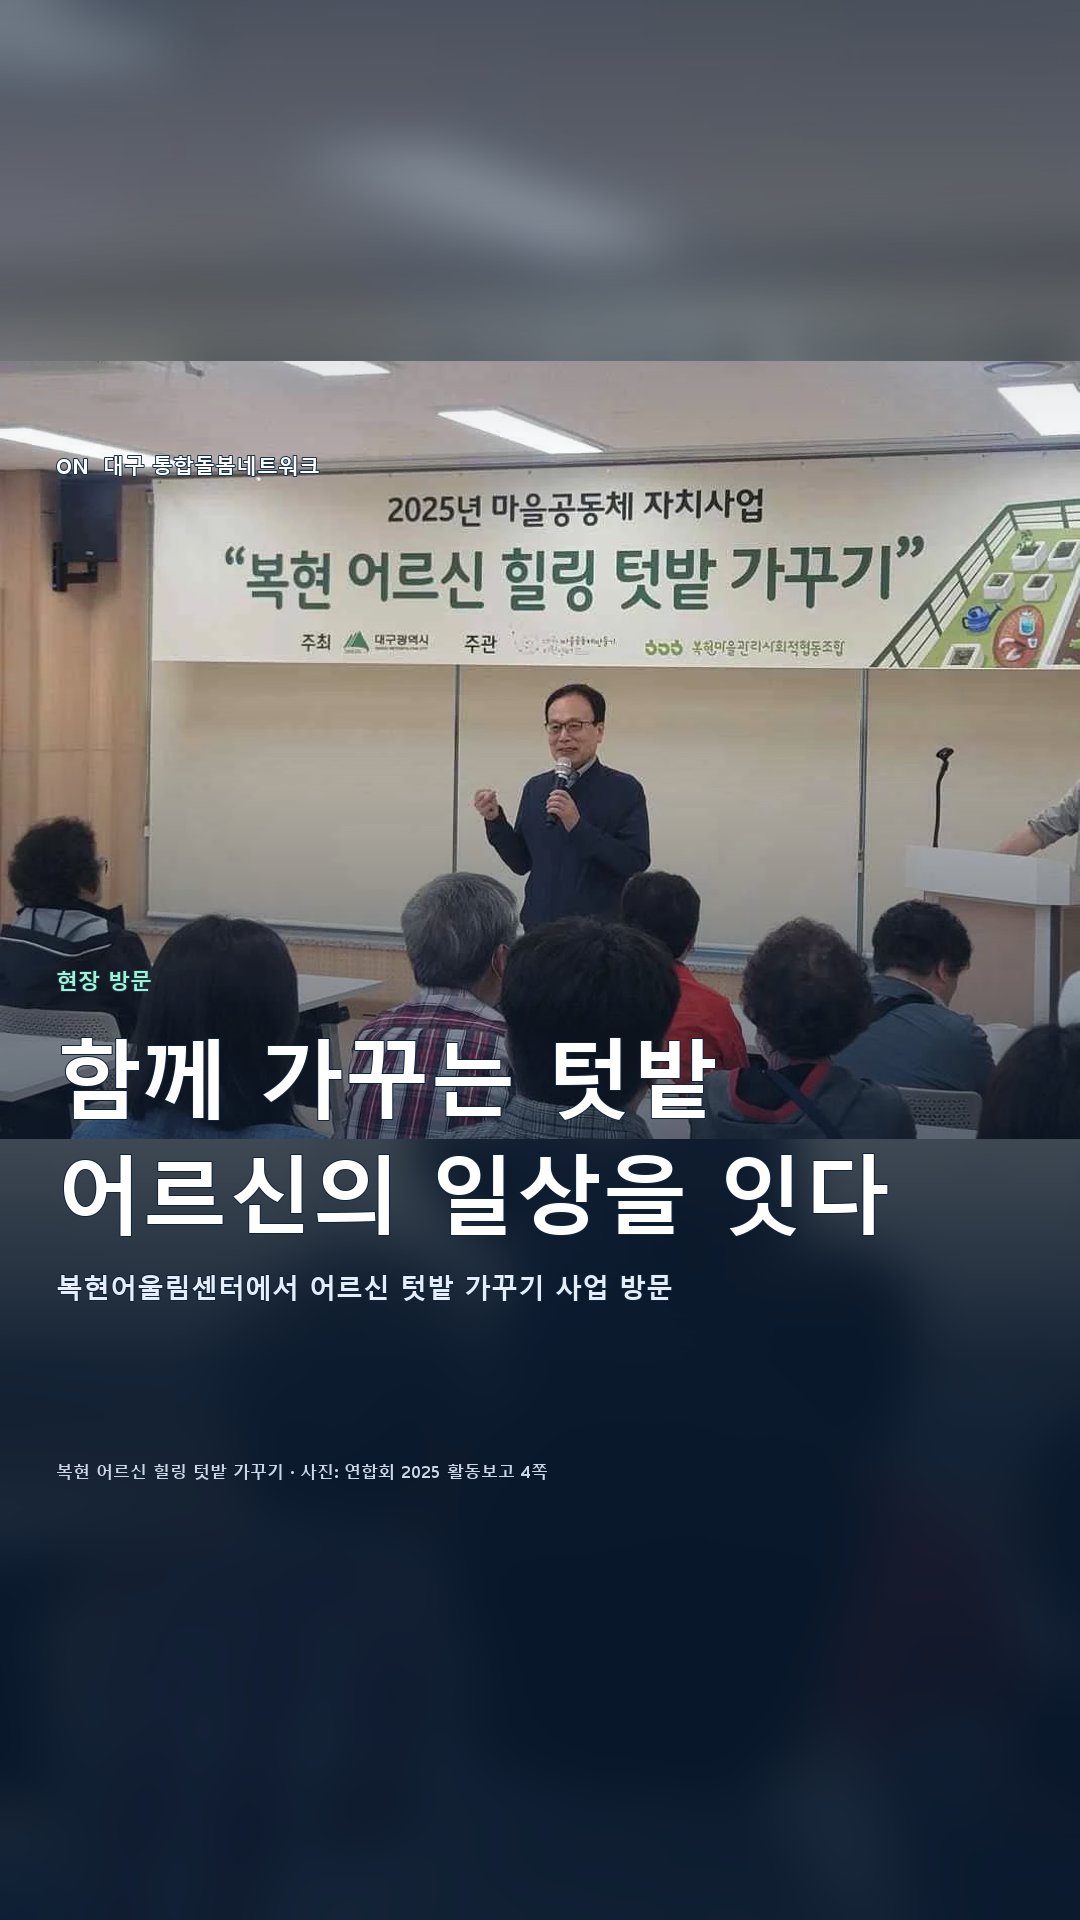 ON 대구 통합돌봄네트워크
2025년 마을공동체 자치사업
“복현 어르신 힐링 텃밭 가꾸기”
주최 대구광역시 주관 복현마을관리사회적협동조합
현장 방문
함께 가꾸는 텃밭
어르신의 일상을 잇다
복현어울림센터에서 어르신 텃밭 가꾸기 사업 방문
복현 어르신 힐링 텃밭 가꾸기 · 사진: 연합회 2025 활동보고 4쪽